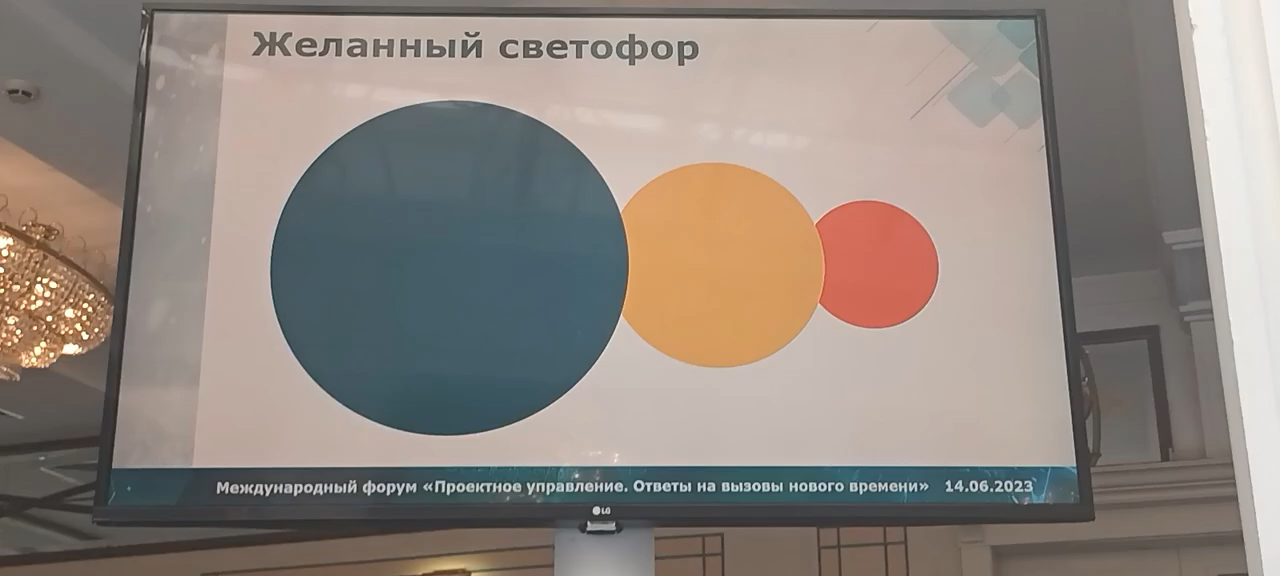 Желанный светофор
Международный форум «Проектное управление. Ответы на вызовы нового времени» 14.06.2023
LG